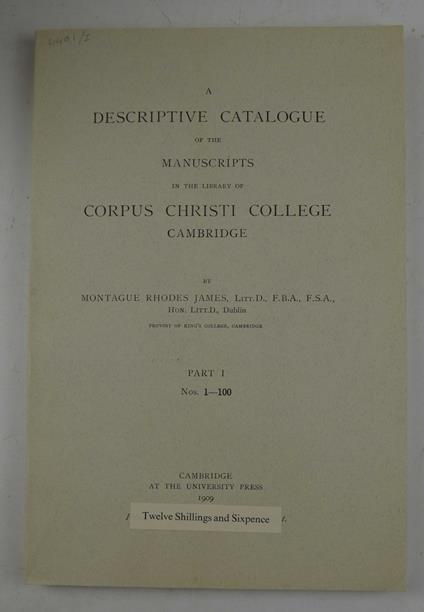 A
DESCRIPTIVE CATALOGUE
OF THE
MANUSCRIPTS
IN THE LIBRARY OF
CORPUS CHRISTI COLLEGE
CAMBRIDGE
BY
MONTAGUE RHODES JAMES, LITT.D., F.B.A., F.S.A.,
HON. LITT.D., Dublin
PROVOST OF KING'S COLLEGE, CAMBRIDGE
PART I
Nos. 1—100
CAMBRIDGE
AT THE UNIVERSITY PRESS
1909
Twelve Shillings and Sixpence